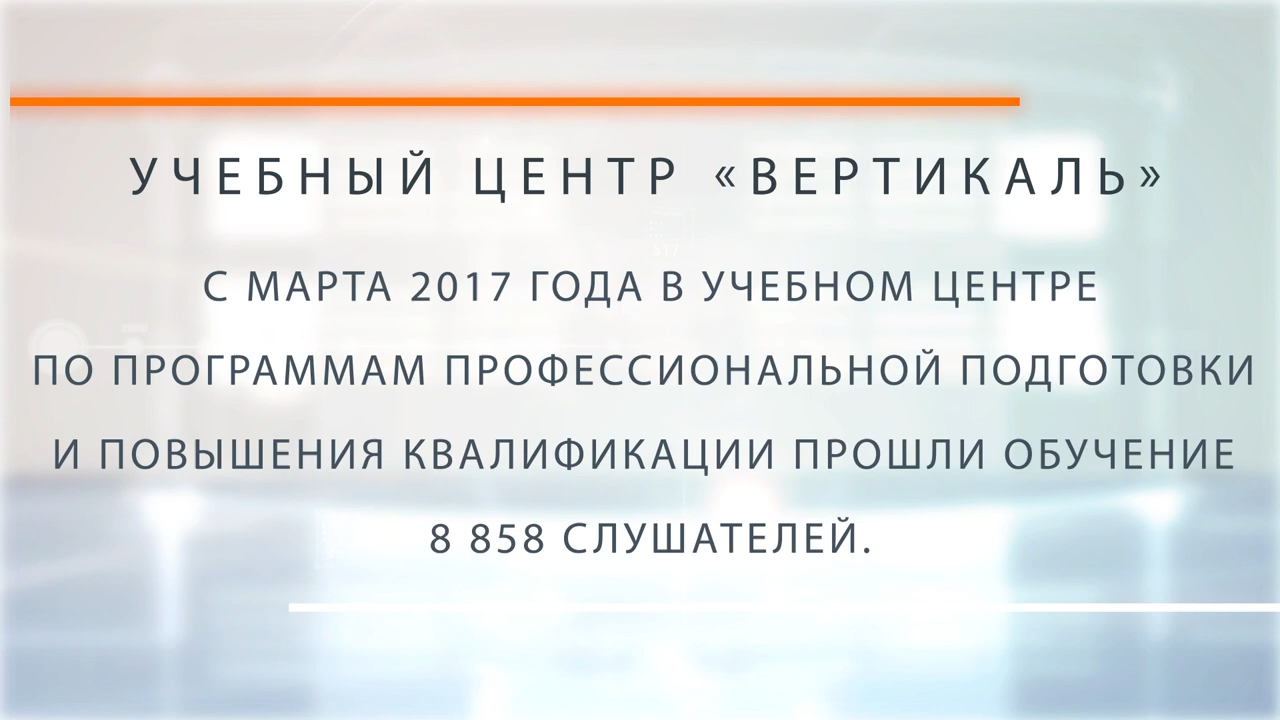 УЧЕБНЫЙ ЦЕНТР «ВЕРТИКАЛЬ»
С МАРТА 2017 ГОДА В УЧЕБНОМ ЦЕНТРЕ
ПО ПРОГРАММАМ ПРОФЕССИОНАЛЬНОЙ ПОДГОТОВКИ
И ПОВЫШЕНИЯ КВАЛИФИКАЦИИ ПРОШЛИ ОБУЧЕНИЕ
8 858 СЛУШАТЕЛЕЙ.